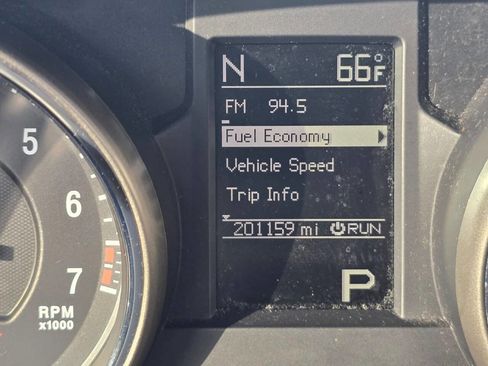 N 66°F
FM 94.5
Fuel Economy
Vehicle Speed
Trip Info
201159 mi RUN
P
5
6
7
RPM
x1000